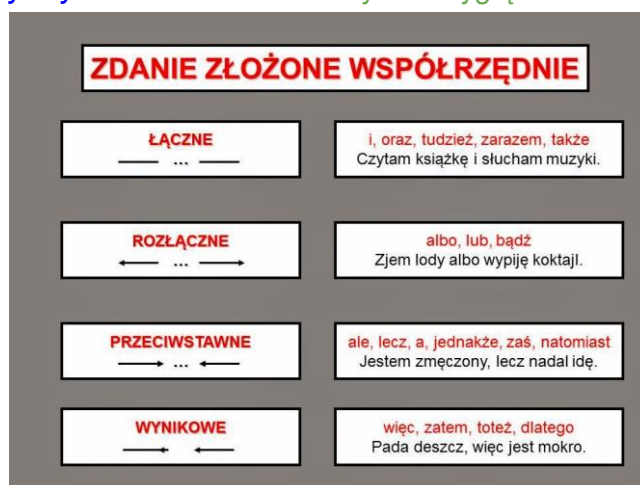 ZDANIE ZŁOŻONE WSPÓŁRZĘDNIE
ŁĄCZNE
...
i, oraz, tudzież, zarazem, także
Czytam książkę i słucham muzyki.
ROZŁĄCZNE
...
albo, lub, bądź
Zjem lody albo wypiję koktajl.
PRZECIWSTAWNE
...
ale, lecz, a, jednakże, zaś, natomiast
Jestem zmęczony, lecz nadal idę.
WYNIKOWE
więc, zatem, toteż, dlatego
Pada deszcz, więc jest mokro.